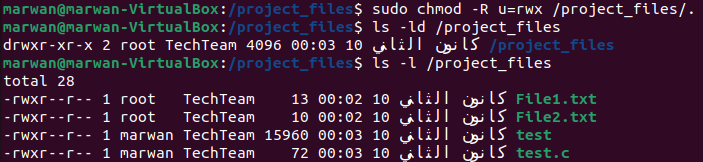 marwan@marwan-VirtualBox:/project_files$ sudo chmod -R u=rwx /project_files/.
marwan@marwan-VirtualBox:/project_files$ ls -ld /project_files
drwxr-xr-x 2 root TechTeam 4096 00:03 10 كانون الثاني /project_files
marwan@marwan-VirtualBox:/project_files$ ls -l /project_files
total 28
-rwxr--r-- 1 root   TechTeam    13 00:02 10 كانون الثاني File1.txt
-rwxr--r-- 1 root   TechTeam    10 00:02 10 كانون الثاني File2.txt
-rwxr--r-- 1 marwan TechTeam 15960 00:03 10 كانون الثاني test
-rwxr--r-- 1 marwan TechTeam    72 00:03 10 كانون الثاني test.c